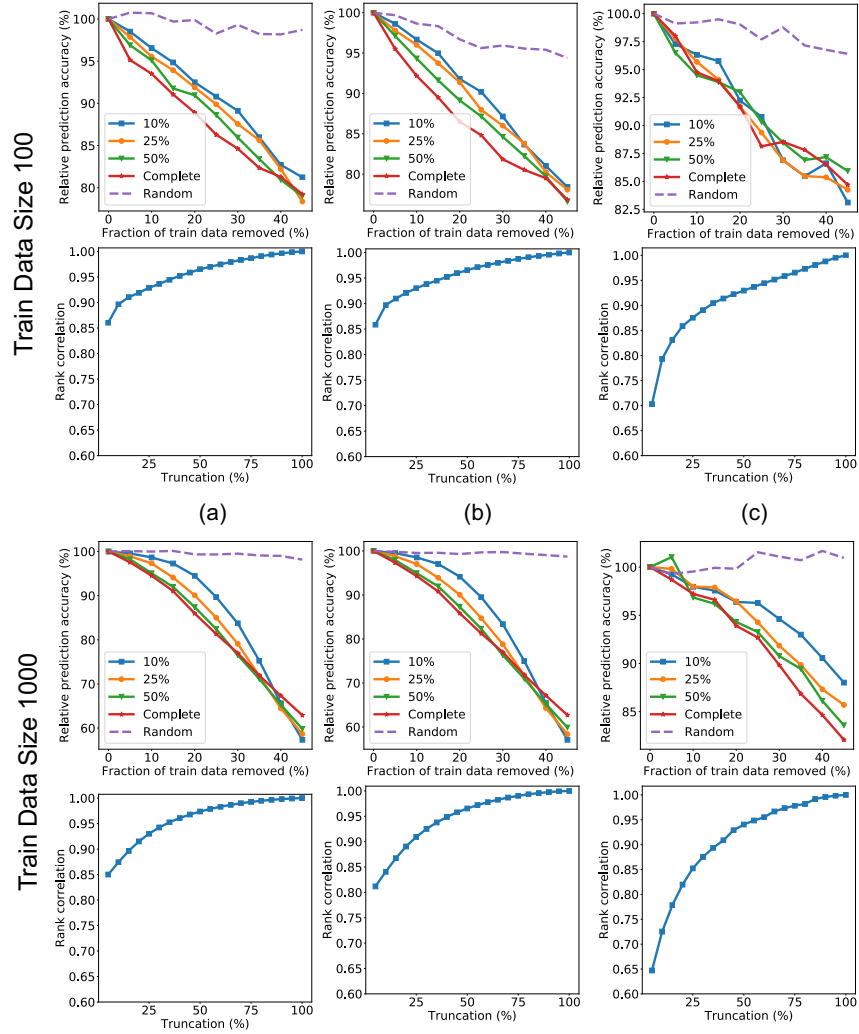 Train Data Size 100
Relative prediction accuracy (%)
100
95
90
85
80
10%
25%
50%
Complete
Random
0 10 20 30 40
Fraction of train data removed (%)
Relative prediction accuracy (%)
100
95
90
85
80
10%
25%
50%
Complete
Random
0 10 20 30 40
Fraction of train data removed (%)
Relative prediction accuracy (%)
100.0
97.5
95.0
92.5
90.0
87.5
85.0
82.5
10%
25%
50%
Complete
Random
0 10 20 30 40
Fraction of train data removed (%)
Rank correlation
1.00
0.95
0.90
0.85
0.80
0.75
0.70
0.65
0.60
25 50 75 100
Truncation (%)
Rank correlation
1.00
0.95
0.90
0.85
0.80
0.75
0.70
0.65
0.60
25 50 75 100
Truncation (%)
Rank correlation
1.00
0.95
0.90
0.85
0.80
0.75
0.70
0.65
0.60
25 50 75 100
Truncation (%)
(a) (b) (c)
Train Data Size 1000
Relative prediction accuracy (%)
100
90
80
70
60
10%
25%
50%
Complete
Random
0 10 20 30 40
Fraction of train data removed (%)
Relative prediction accuracy (%)
100
90
80
70
60
10%
25%
50%
Complete
Random
0 10 20 30 40
Fraction of train data removed (%)
Relative prediction accuracy (%)
100
95
90
85
10%
25%
50%
Complete
Random
0 10 20 30 40
Fraction of train data removed (%)
Rank correlation
1.00
0.95
0.90
0.85
0.80
0.75
0.70
0.65
0.60
25 50 75 100
Truncation (%)
Rank correlation
1.00
0.95
0.90
0.85
0.80
0.75
0.70
0.65
0.60
25 50 75 100
Truncation (%)
Rank correlation
1.00
0.95
0.90
0.85
0.80
0.75
0.70
0.65
0.60
25 50 75 100
Truncation (%)